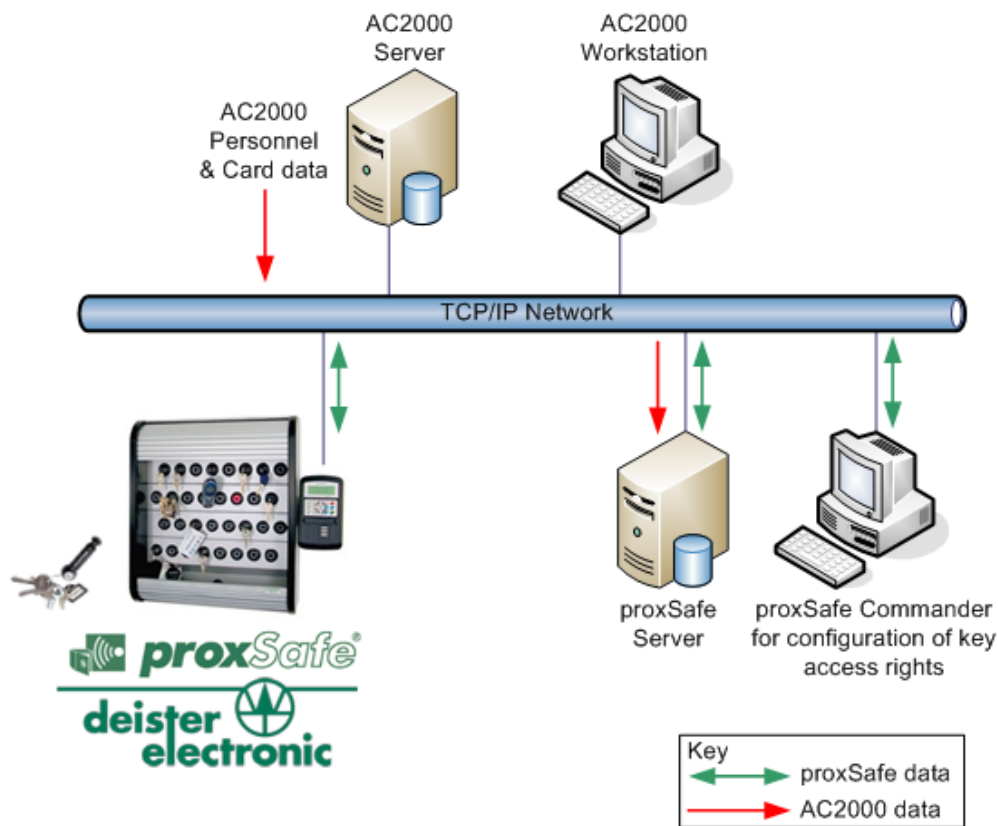 AC2000
Server
AC2000
Workstation
AC2000
Personnel
& Card data
TCP/IP Network
proxSafe
Server
proxSafe Commander
for configuration of key
access rights
proxSafe®
deister
electronic
Key
proxSafe data
AC2000 data